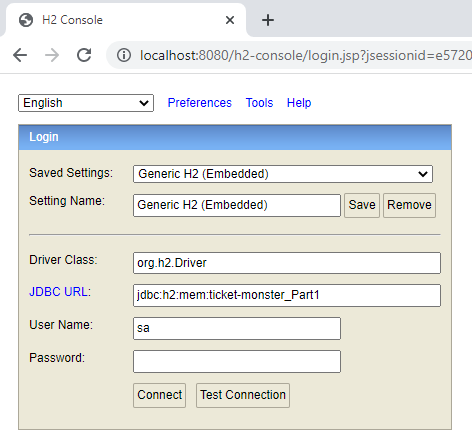 H2 Console
localhost:8080/h2-console/login.jsp?jsessionid=e5720
English Preferences Tools Help
Login
Saved Settings: Generic H2 (Embedded)
Setting Name: Generic H2 (Embedded) Save Remove
Driver Class: org.h2.Driver
JDBC URL: jdbc:h2:mem:ticket-monster_Part1
User Name: sa
Password:
Connect Test Connection